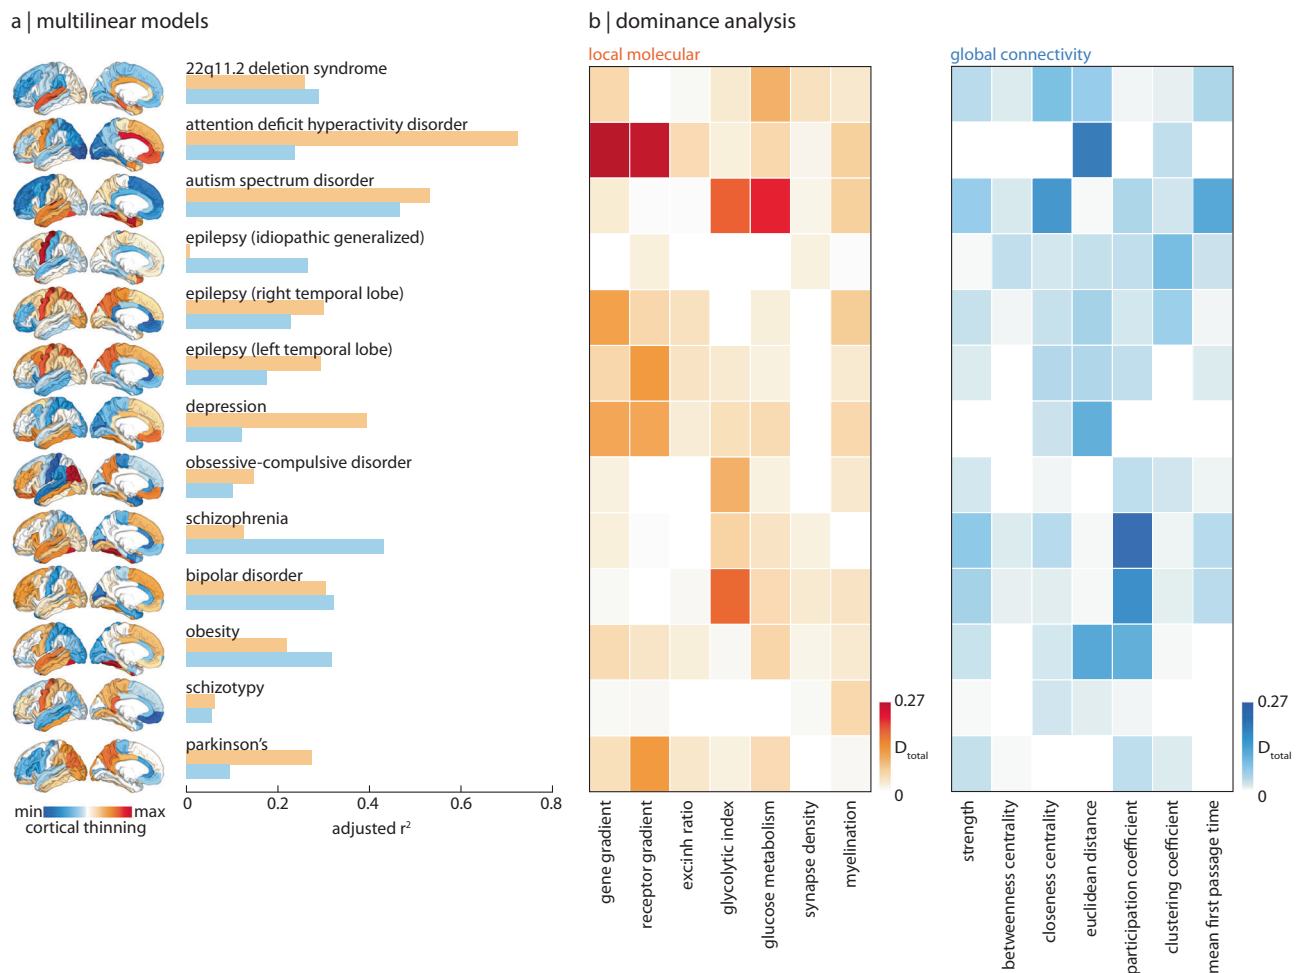 a | multilinear models
22q11.2 deletion syndrome
attention deficit hyperactivity disorder
autism spectrum disorder
epilepsy (idiopathic generalized)
epilepsy (right temporal lobe)
epilepsy (left temporal lobe)
depression
obsessive-compulsive disorder
schizophrenia
bipolar disorder
obesity
schizotypy
parkinson's
min max
cortical thinning
0 0.2 0.4 0.6 0.8
adjusted r²
b | dominance analysis
local molecular
0.27
D total
0
gene gradient
receptor gradient
exc:inh ratio
glycolytic index
glucose metabolism
synapse density
myelination
global connectivity
0.27
D total
0
strength
betweenness centrality
closeness centrality
euclidean distance
participation coefficient
clustering coefficient
mean first passage time